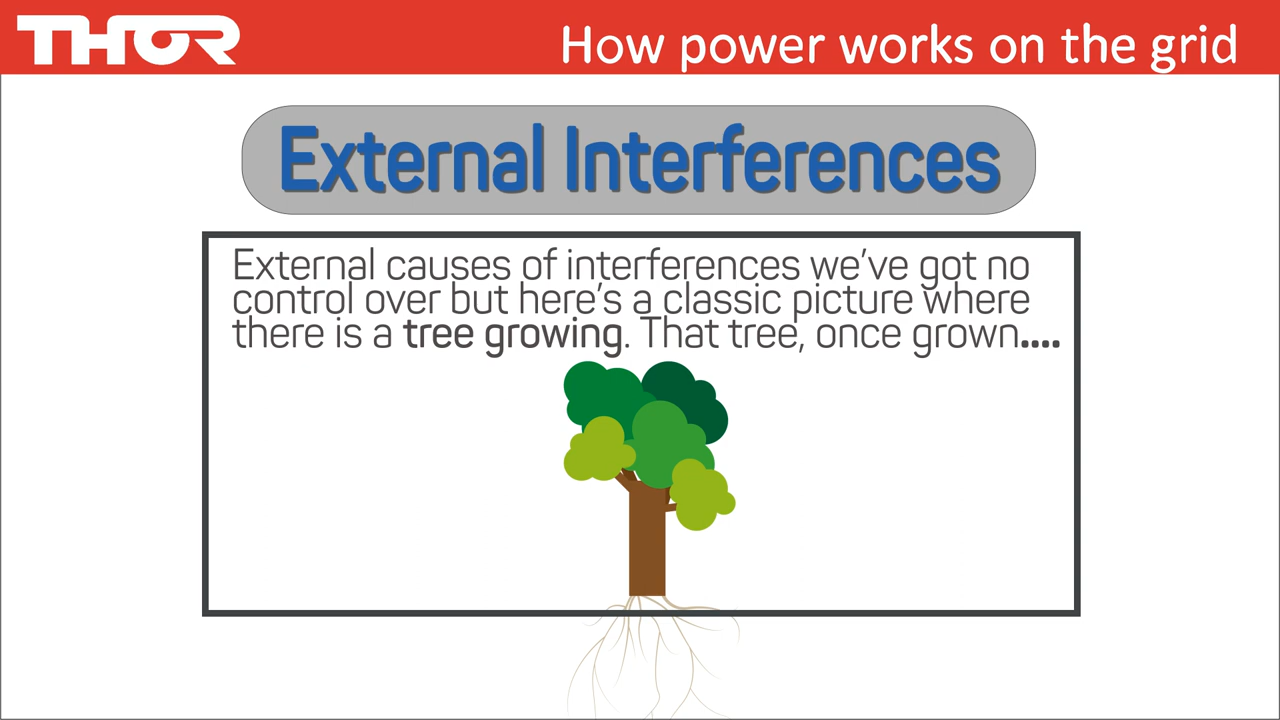 THOR
How power works on the grid
External Interferences
External causes of interferences we've got no
control over but here's a classic picture where
there is a tree growing. That tree, once grown....